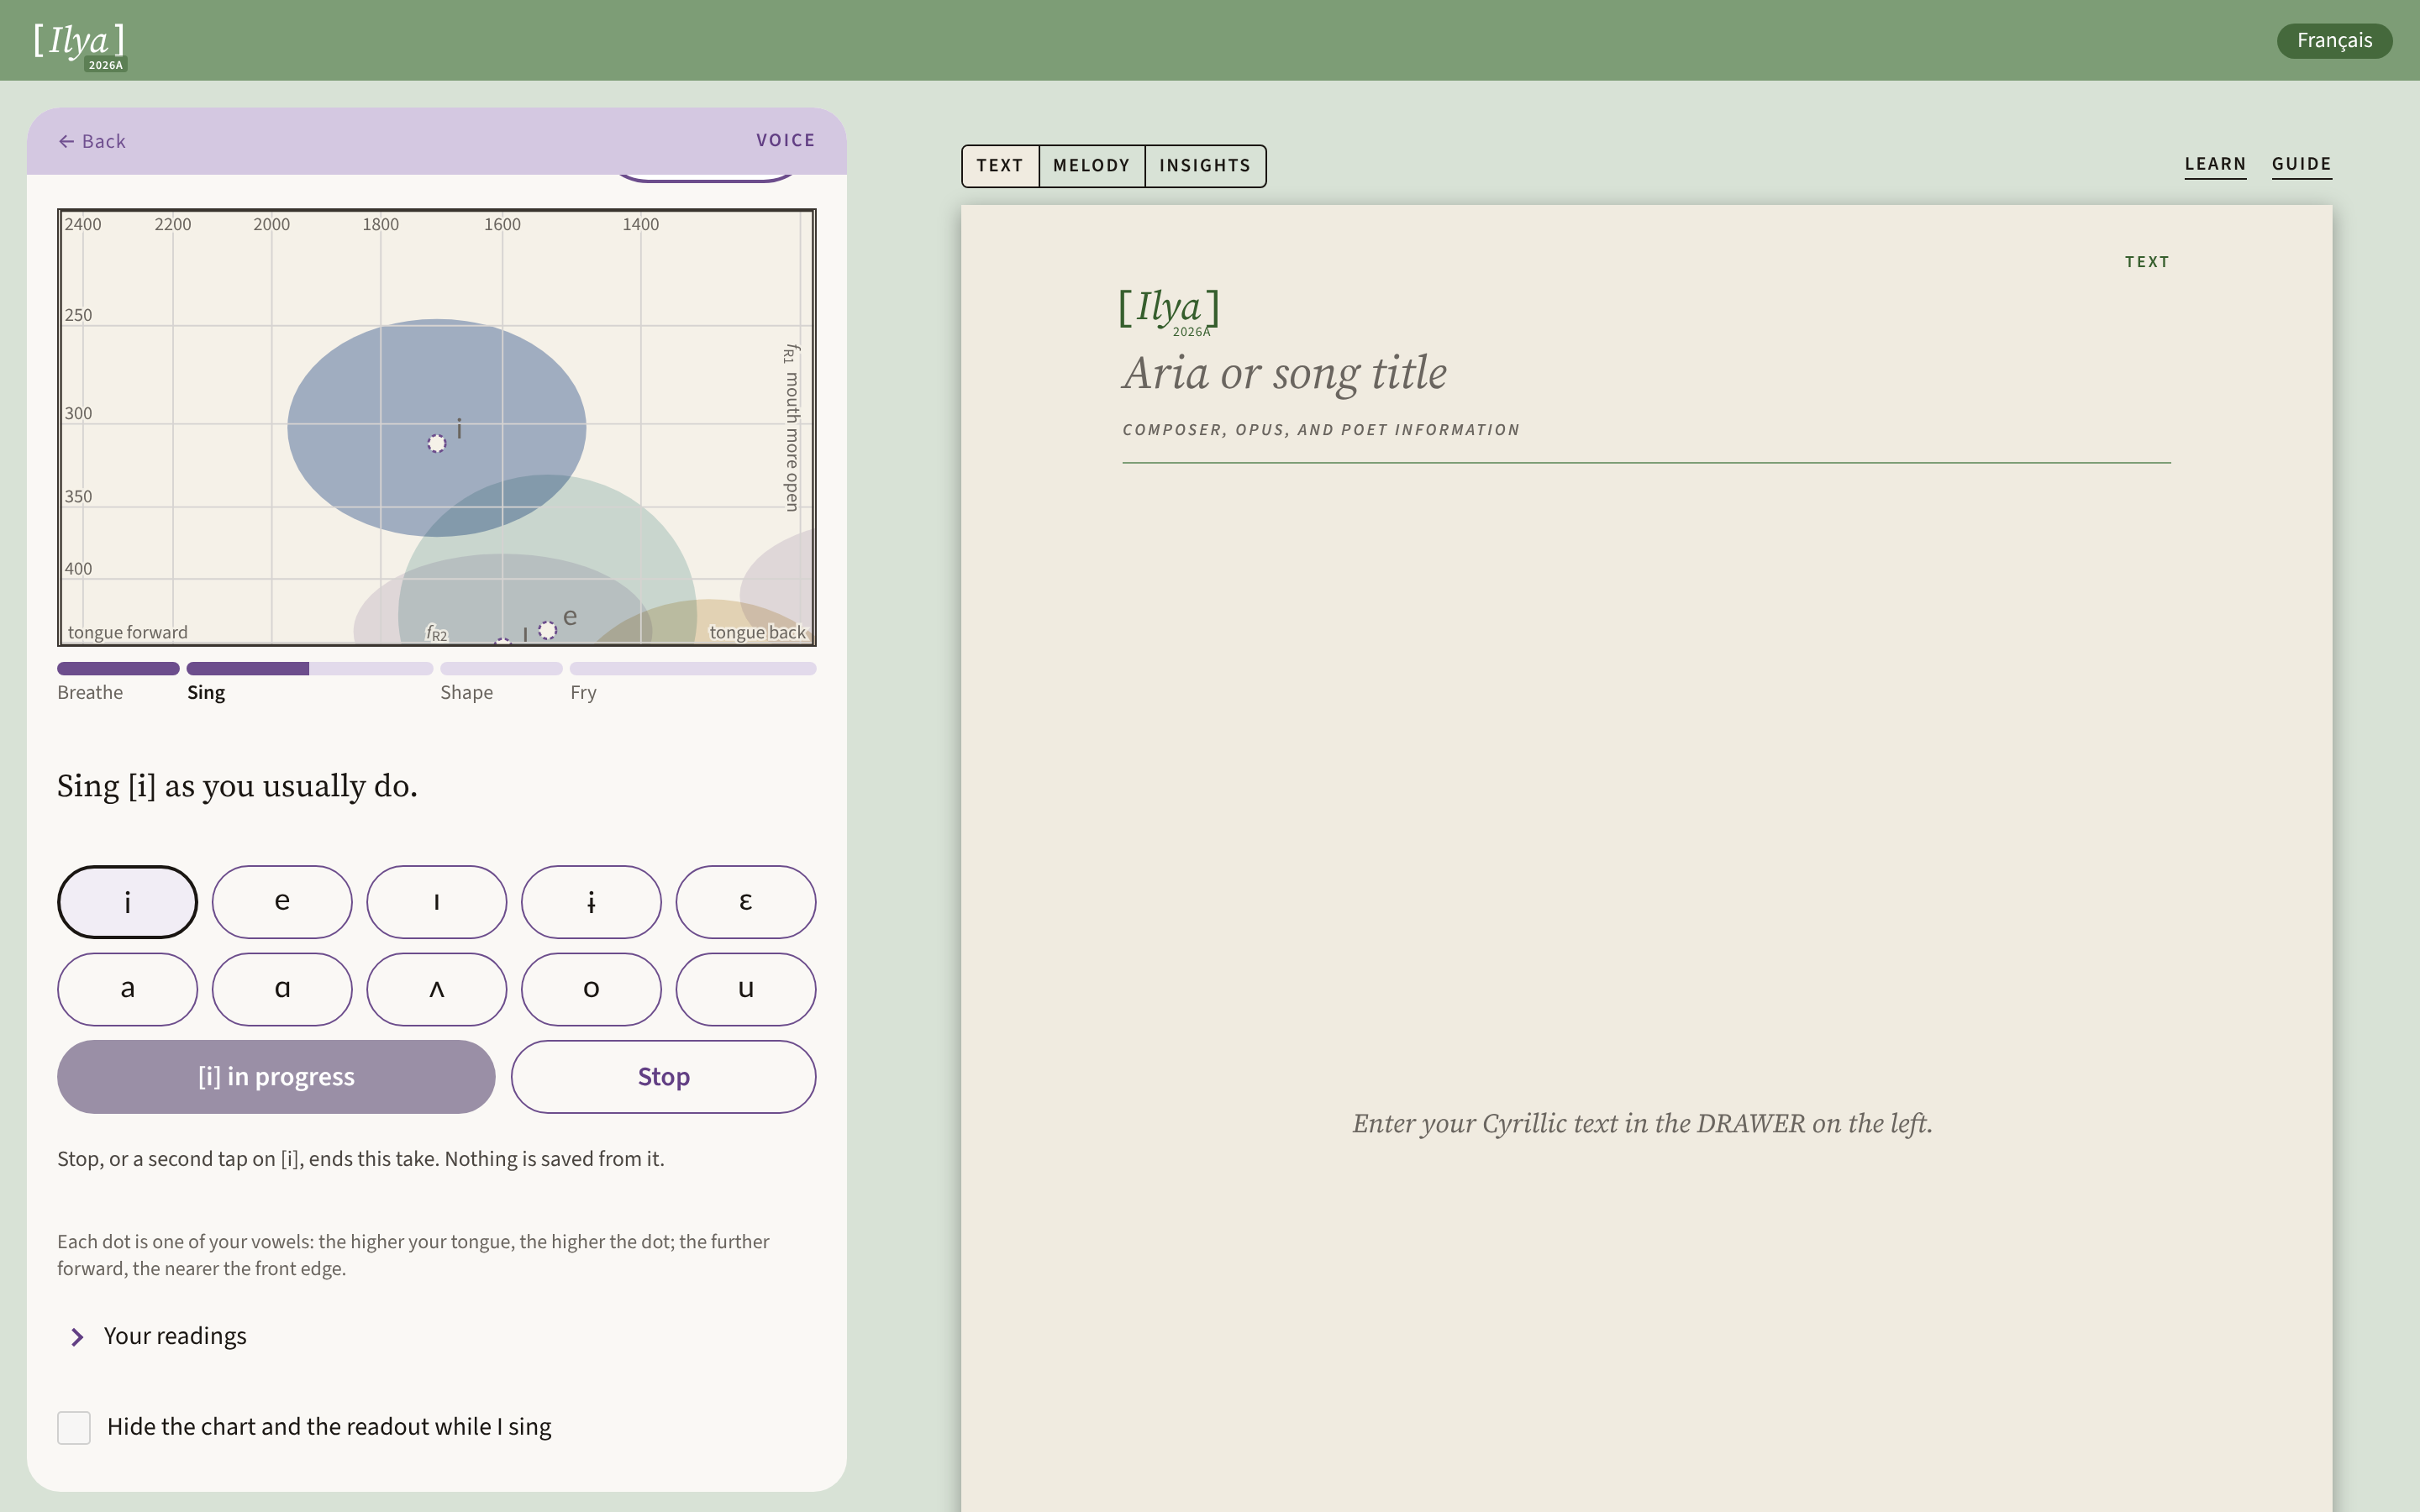 [Ilya]
2026A
Français
← Back
VOICE
TEXT
MELODY
INSIGHTS
LEARN
GUIDE
2400 2200 2000 1800 1600 1400
250
300
350
400
fR1 mouth more open
i
e
ɪ
tongue forward
fR2
tongue back
Breathe
Sing
Shape
Fry
Sing [i] as you usually do.
i e ɪ ɨ ɛ
a ɑ ʌ o u
[i] in progress
Stop
Stop, or a second tap on [i], ends this take. Nothing is saved from it.
Each dot is one of your vowels: the higher your tongue, the higher the dot; the further
forward, the nearer the front edge.
Your readings
Hide the chart and the readout while I sing
TEXT
[Ilya]
2026A
Aria or song title
COMPOSER, OPUS, AND POET INFORMATION
Enter your Cyrillic text in the DRAWER on the left.